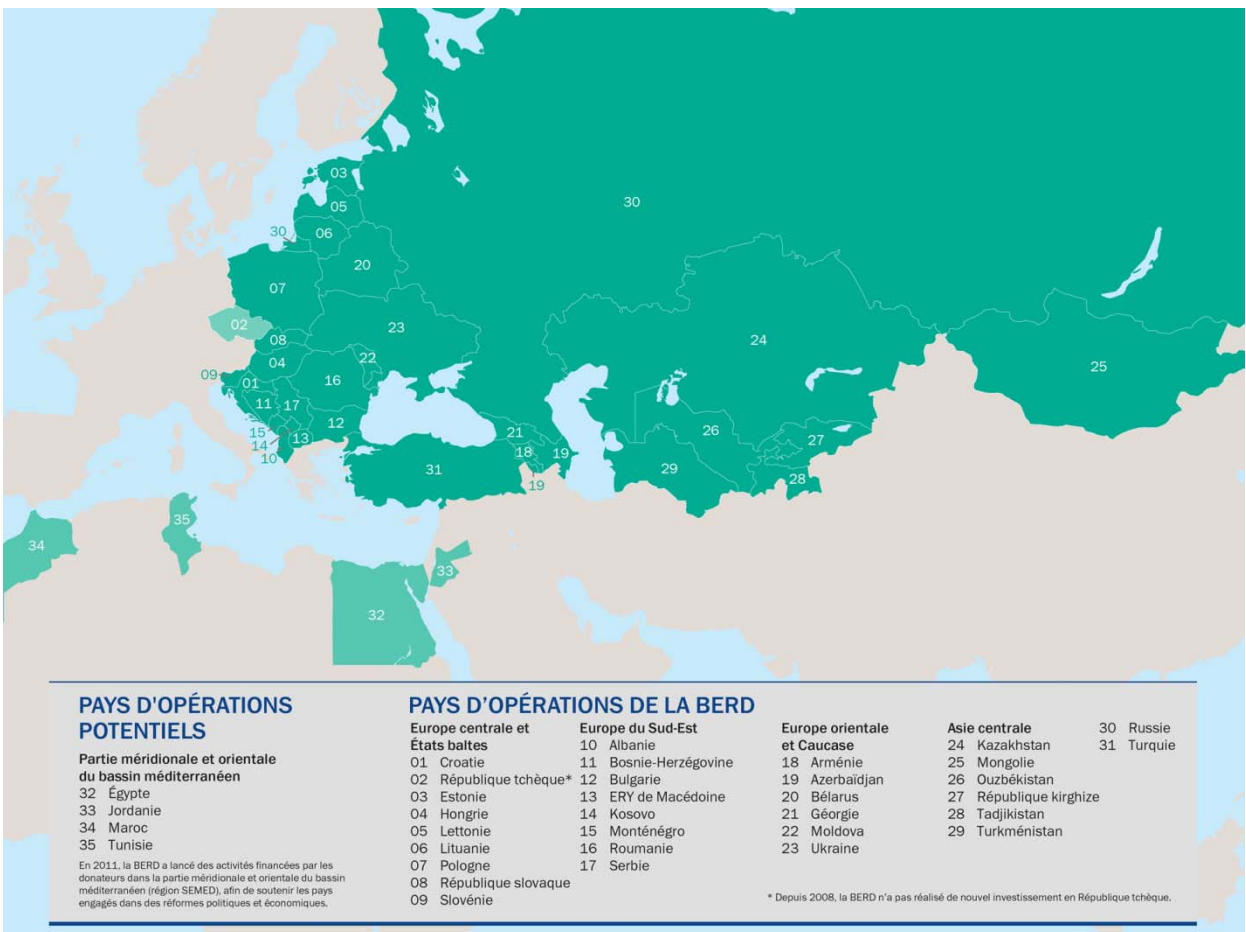 03
05
30
06
30
20
07
02
23
08
24
04
22
09
01
16
25
11
17
12
15
13
14
10
21
18
19
26
27
31
29
28
19
35
34
33
32
PAYS D'OPÉRATIONS
POTENTIELS
Partie méridionale et orientale
du bassin méditerranéen
32 Égypte
33 Jordanie
34 Maroc
35 Tunisie
En 2011, la BERD a lancé des activités financées par les
donateurs dans la partie méridionale et orientale du bassin
méditerranéen (région SEMED), afin de soutenir les pays
engagés dans des réformes politiques et économiques.
PAYS D'OPÉRATIONS DE LA BERD
Europe centrale et
États baltes
01 Croatie
02 République tchèque*
03 Estonie
04 Hongrie
05 Lettonie
06 Lituanie
07 Pologne
08 République slovaque
09 Slovénie
Europe du Sud-Est
10 Albanie
11 Bosnie-Herzégovine
12 Bulgarie
13 ERY de Macédoine
14 Kosovo
15 Monténégro
16 Roumanie
17 Serbie
Europe orientale
et Caucase
18 Arménie
19 Azerbaïdjan
20 Bélarus
21 Géorgie
22 Moldova
23 Ukraine
Asie centrale
24 Kazakhstan
25 Mongolie
26 Ouzbékistan
27 République kirghize
28 Tadjikistan
29 Turkménistan
30 Russie
31 Turquie
* Depuis 2008, la BERD n'a pas réalisé de nouvel investissement en République tchèque.